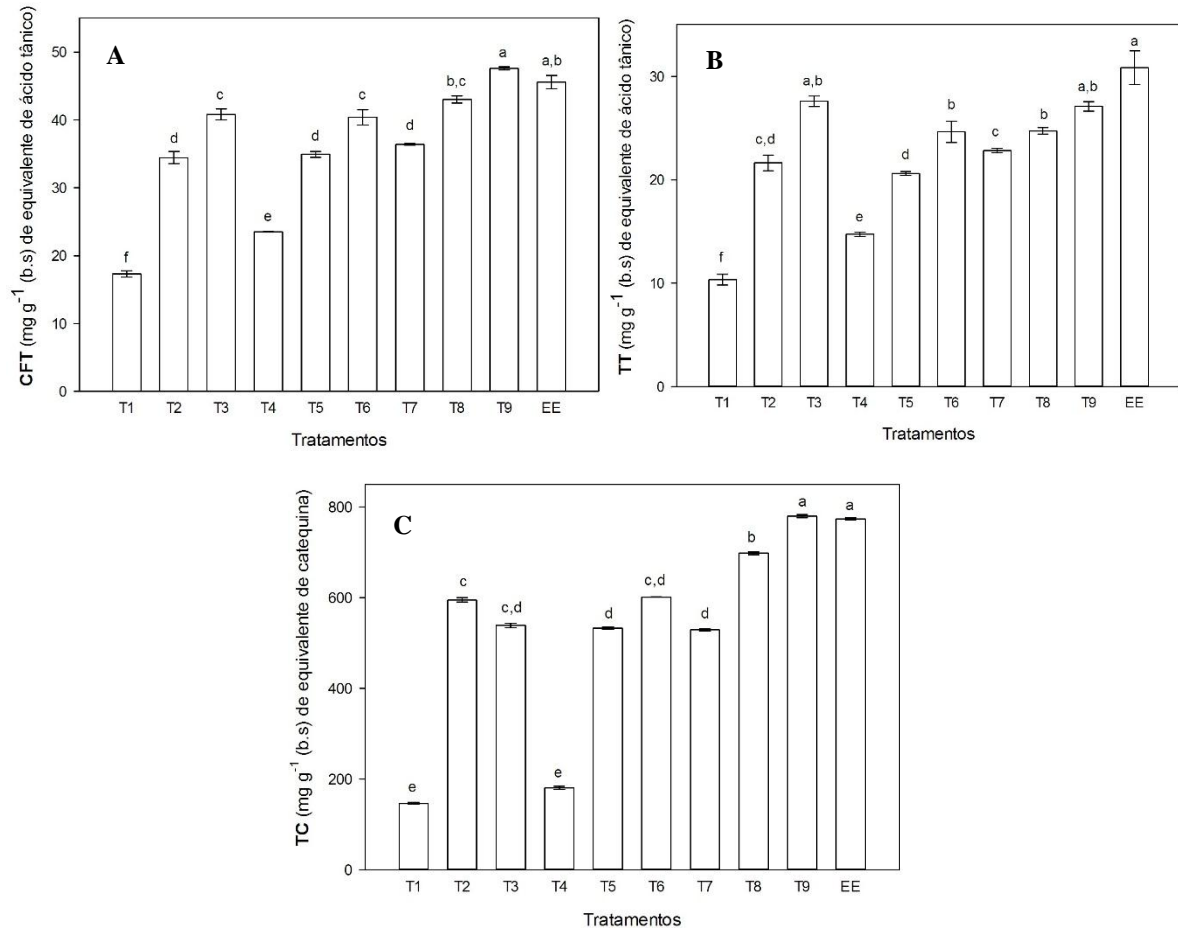 A
CFT (mg g⁻¹ (b.s) de equivalente de ácido tânico)
50
40
30
20
10
0
f
d
c
e
d
c
d
b,c
a
a,b
T1 T2 T3 T4 T5 T6 T7 T8 T9 EE
Tratamentos
B
TT (mg g⁻¹ (b.s) de equivalente de ácido tânico)
30
20
10
0
f
c,d
a,b
e
d
b
c
b
a,b
a
T1 T2 T3 T4 T5 T6 T7 T8 T9 EE
Tratamentos
C
TC (mg g⁻¹ (b.s) de equivalente de catequina)
800
600
400
200
0
e
c
c,d
e
d
c,d
d
b
a
a
T1 T2 T3 T4 T5 T6 T7 T8 T9 EE
Tratamentos